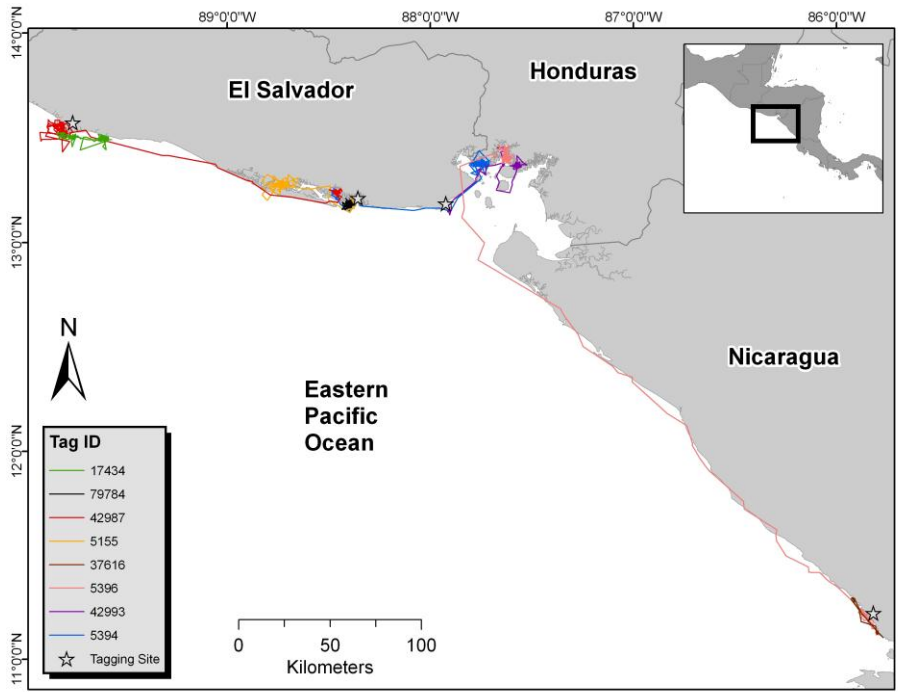 89°0'0"W 88°0'0"W 87°0'0"W 86°0'0"W
14°0'0"N
13°0'0"N
12°0'0"N
11°0'0"N
El Salvador
Honduras
Nicaragua
Eastern
Pacific
Ocean
N
Tag ID
17434
79784
42987
5155
37616
5396
42993
5394
Tagging Site
0 50 100
Kilometers